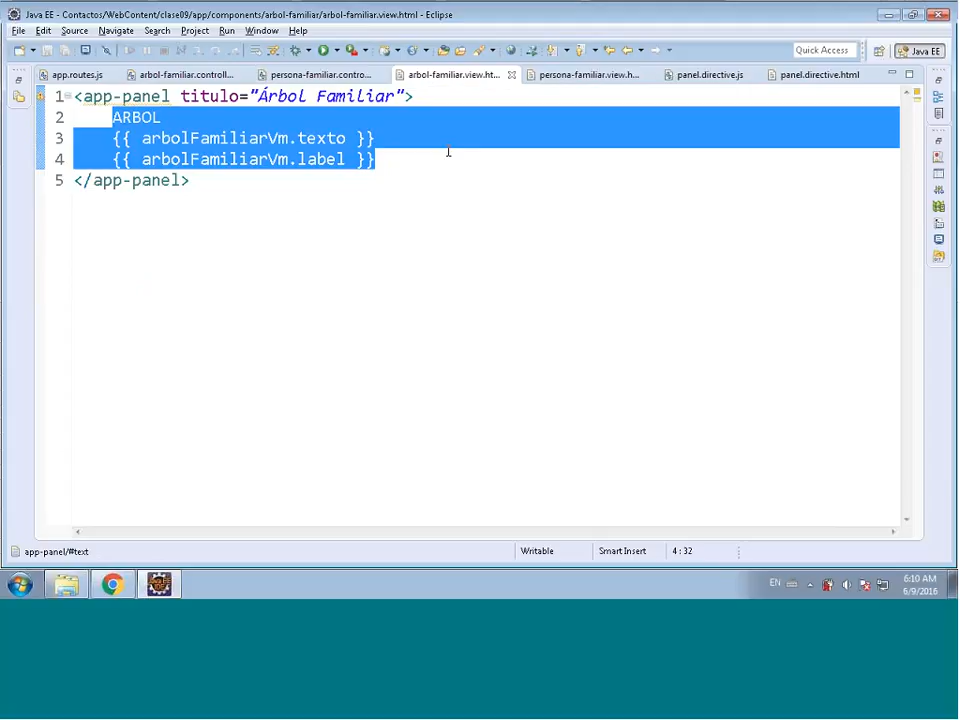 Java EE - Contactos/WebContent/clase09/app/components/arbol-familiar/arbol-familiar.view.html - Eclipse
File Edit Source Navigate Search Project Run Window Help
Quick Access
Java EE
app.routes.js
arbol-familiar.controll...
persona-familiar.contro...
arbol-familiar.view.ht...
persona-familiar.view.h...
panel.directive.js
panel.directive.html
1 <app-panel titulo="Árbol Familiar">
2 ARBOL
3 {{ arbolFamiliarVm.texto }}
4 {{ arbolFamiliarVm.label }}
5 </app-panel>
app-panel/#text
Writable
Smart Insert
4 : 32
EN
6:10 AM
6/9/2016